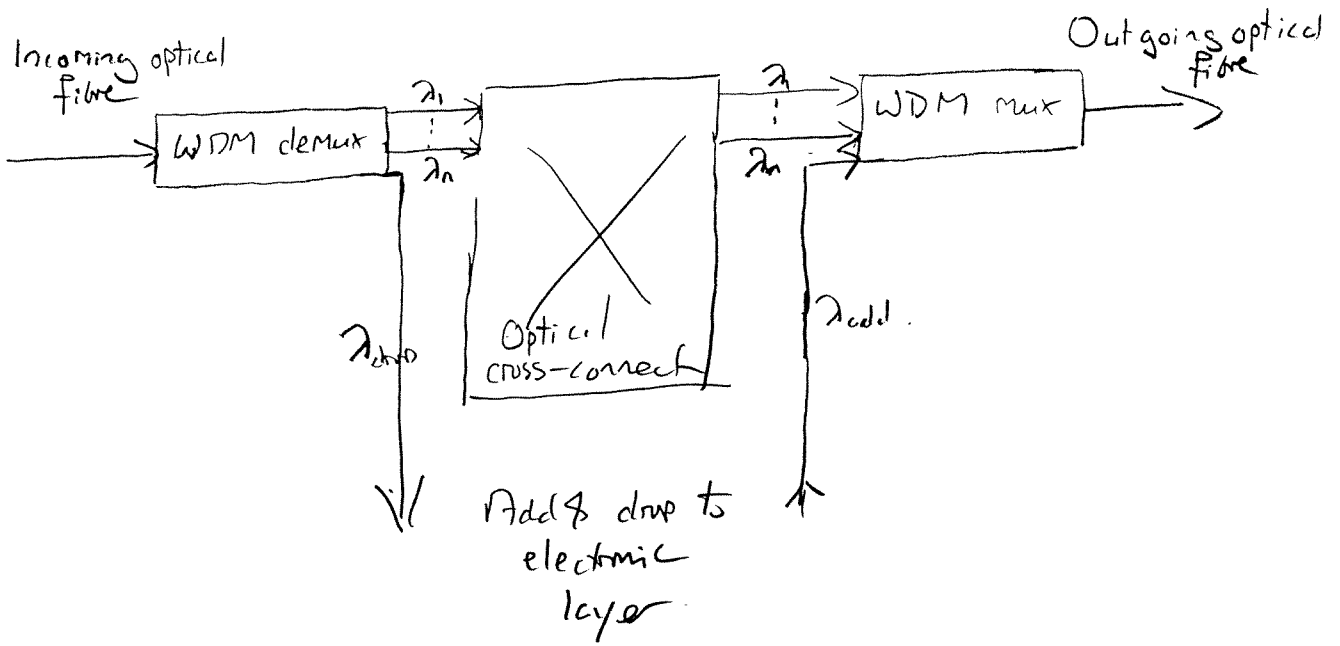 Incoming optical
fibre
WDM demux
λ1
λn
Optical
cross-connect
λ1
λn
WDM mux
Outgoing optical
fibre
λdrop
λadd.
Add & drop to
electronic
layer